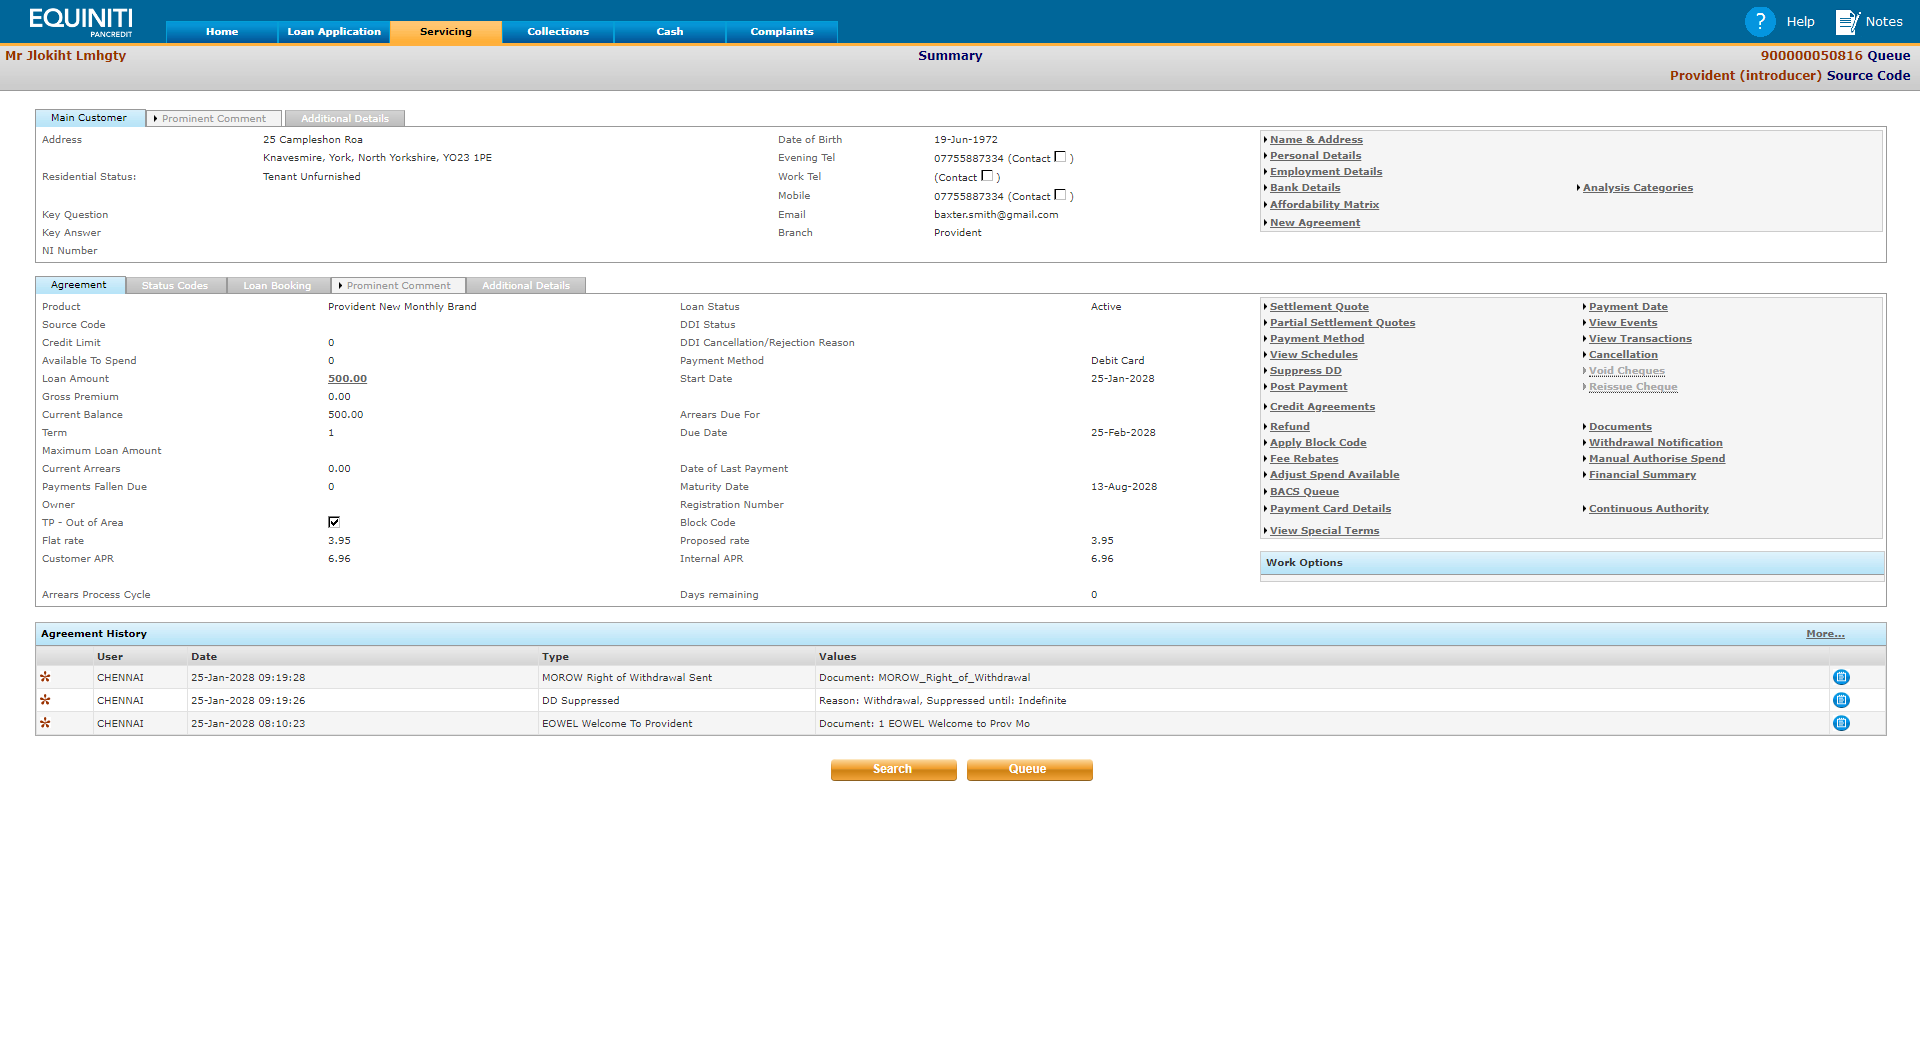 EQUINITI
PANCREDIT
Home Loan Application Servicing Collections Cash Complaints
? Help Notes
Mr Jlokiht Lmhgty Summary 900000050816 Queue
Provident (introducer) Source Code
Main Customer Prominent Comment Additional Details
Address 25 Campleshon Roa Date of Birth 19-Jun-1972 Name & Address
Knavesmire, York, North Yorkshire, YO23 1PE Evening Tel 07755887334 (Contact ) Personal Details
Residential Status: Tenant Unfurnished Work Tel (Contact ) Employment Details
Mobile 07755887334 (Contact ) Bank Details Analysis Categories
Key Question Email baxter.smith@gmail.com Affordability Matrix
Key Answer Branch Provident New Agreement
NI Number
Agreement Status Codes Loan Booking Prominent Comment Additional Details
Product Provident New Monthly Brand Loan Status Active Settlement Quote Payment Date
Source Code DDI Status Partial Settlement Quotes View Events
Credit Limit 0 DDI Cancellation/Rejection Reason Payment Method View Transactions
Available To Spend 0 Payment Method Debit Card View Schedules Cancellation
Loan Amount 500.00 Start Date 25-Jan-2028 Suppress DD Void Cheques
Gross Premium 0.00 Post Payment Reissue Cheque
Current Balance 500.00 Arrears Due For Credit Agreements
Term 1 Due Date 25-Feb-2028 Refund Documents
Maximum Loan Amount Apply Block Code Withdrawal Notification
Current Arrears 0.00 Date of Last Payment Fee Rebates Manual Authorise Spend
Payments Fallen Due 0 Maturity Date 13-Aug-2028 Adjust Spend Available Financial Summary
Owner Registration Number BACS Queue
TP - Out of Area Block Code Payment Card Details Continuous Authority
Flat rate 3.95 Proposed rate 3.95 View Special Terms
Customer APR 6.96 Internal APR 6.96 Work Options
Arrears Process Cycle Days remaining 0
Agreement History More...
User Date Type Values
CHENNAI 25-Jan-2028 09:19:28 MOROW Right of Withdrawal Sent Document: MOROW_Right_of_Withdrawal
CHENNAI 25-Jan-2028 09:19:26 DD Suppressed Reason: Withdrawal, Suppressed until: Indefinite
CHENNAI 25-Jan-2028 08:10:23 EOWEL Welcome To Provident Document: 1 EOWEL Welcome to Prov Mo
Search Queue